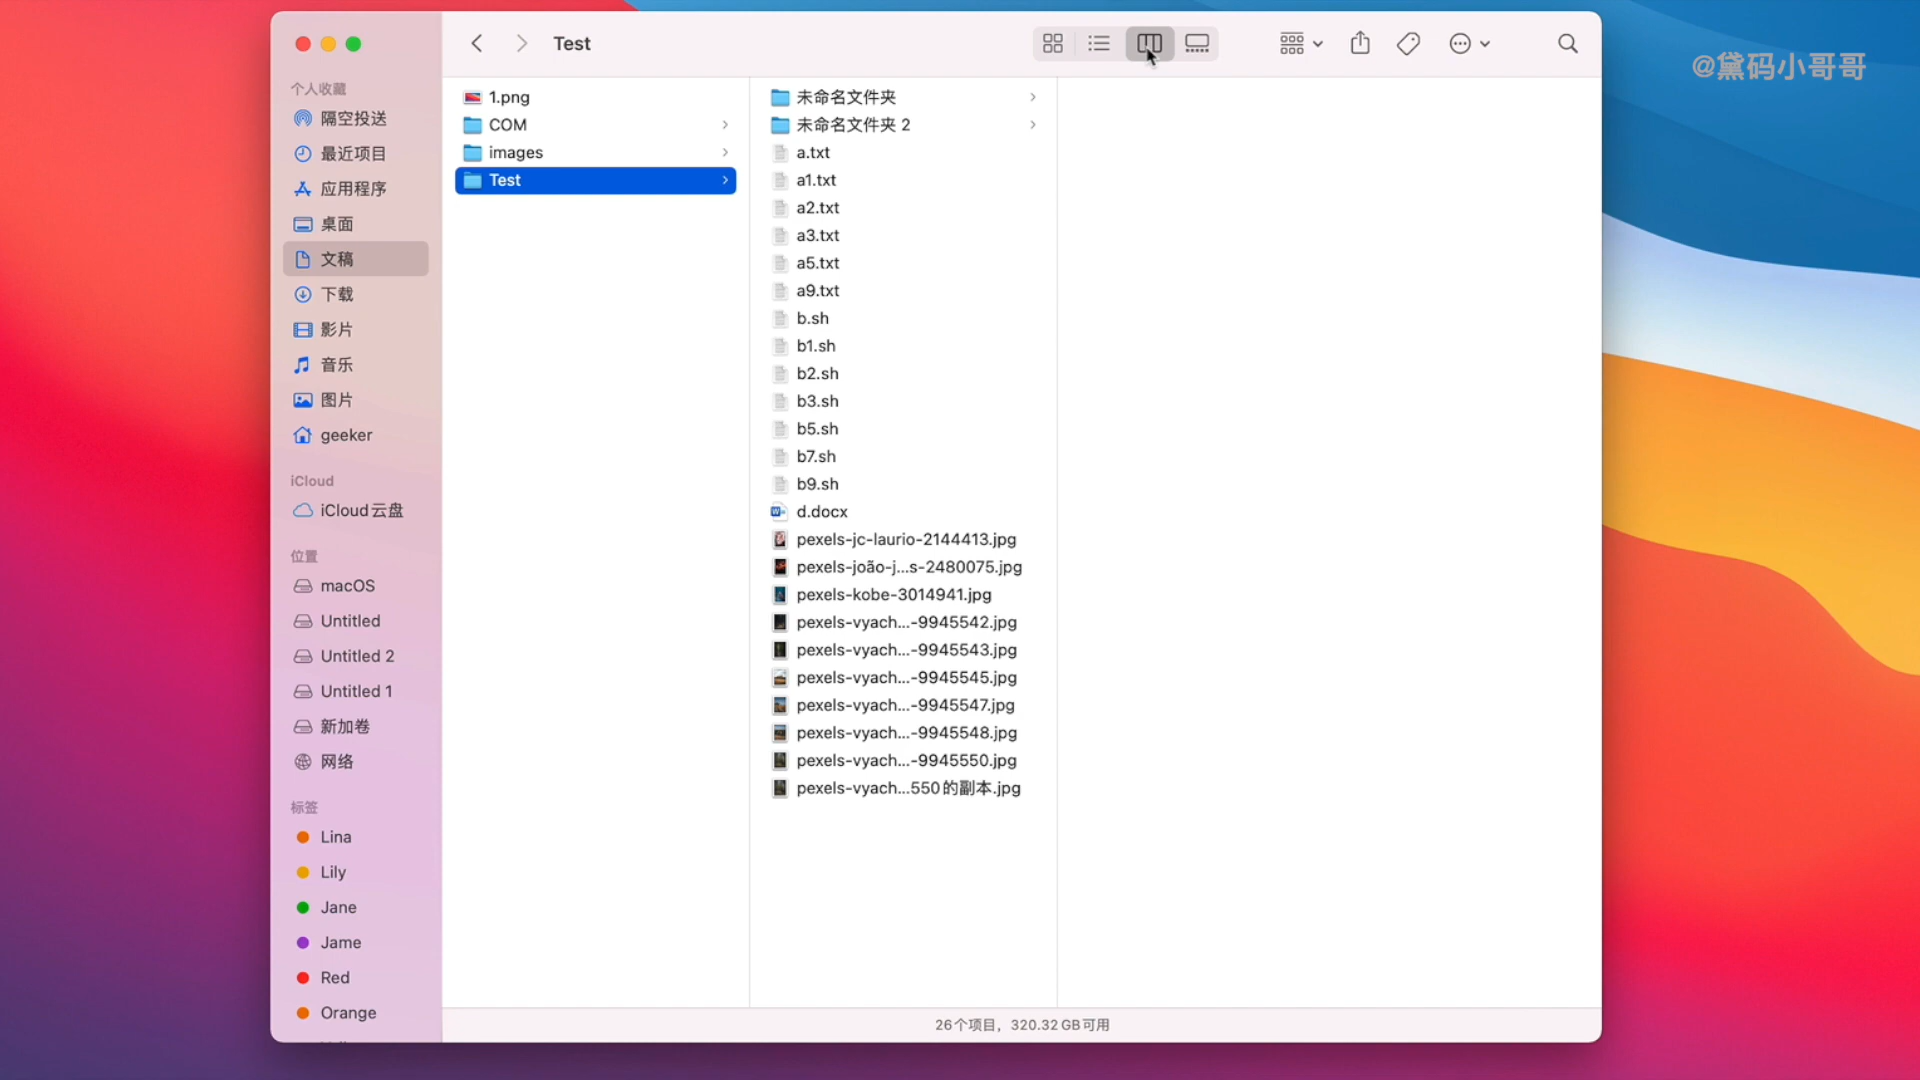 Test
@黛码小哥哥
个人收藏
隔空投送
最近项目
应用程序
桌面
文稿
下载
影片
音乐
图片
geeker
iCloud
iCloud云盘
位置
macOS
Untitled
Untitled 2
Untitled 1
新加卷
网络
标签
Lina
Lily
Jane
Jame
Red
Orange
1.png
COM
images
Test
未命名文件夹
未命名文件夹 2
a.txt
a1.txt
a2.txt
a3.txt
a5.txt
a9.txt
b.sh
b1.sh
b2.sh
b3.sh
b5.sh
b7.sh
b9.sh
d.docx
pexels-jc-laurio-2144413.jpg
pexels-joão-j...s-2480075.jpg
pexels-kobe-3014941.jpg
pexels-vyach...-9945542.jpg
pexels-vyach...-9945543.jpg
pexels-vyach...-9945545.jpg
pexels-vyach...-9945547.jpg
pexels-vyach...-9945548.jpg
pexels-vyach...-9945550.jpg
pexels-vyach...550的副本.jpg
26个项目，320.32 GB可用